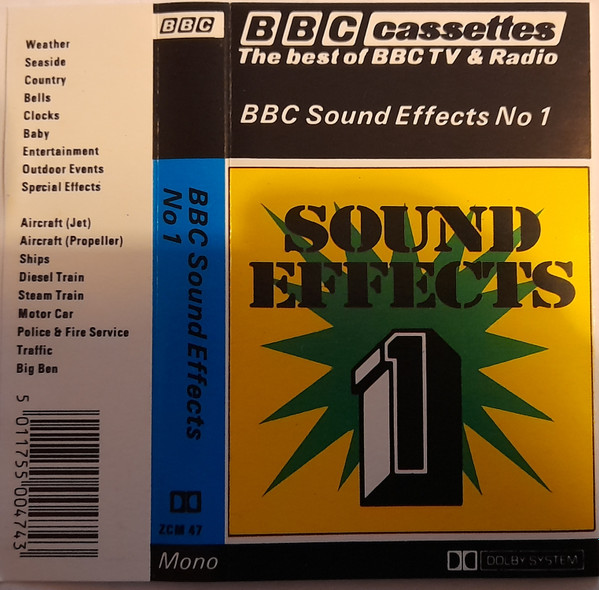 Weather
Seaside
Country
Bells
Clocks
Baby
Entertainment
Outdoor Events
Special Effects
Aircraft (Jet)
Aircraft (Propeller)
Ships
Diesel Train
Steam Train
Motor Car
Police & Fire Service
Traffic
Big Ben
5 011755 004743
BBC
BBC Sound Effects
No 1
ZCM 47
Mono
BBC cassettes
The best of BBC TV & Radio
BBC Sound Effects No 1
SOUND
EFFECTS
1
DOLBY SYSTEM